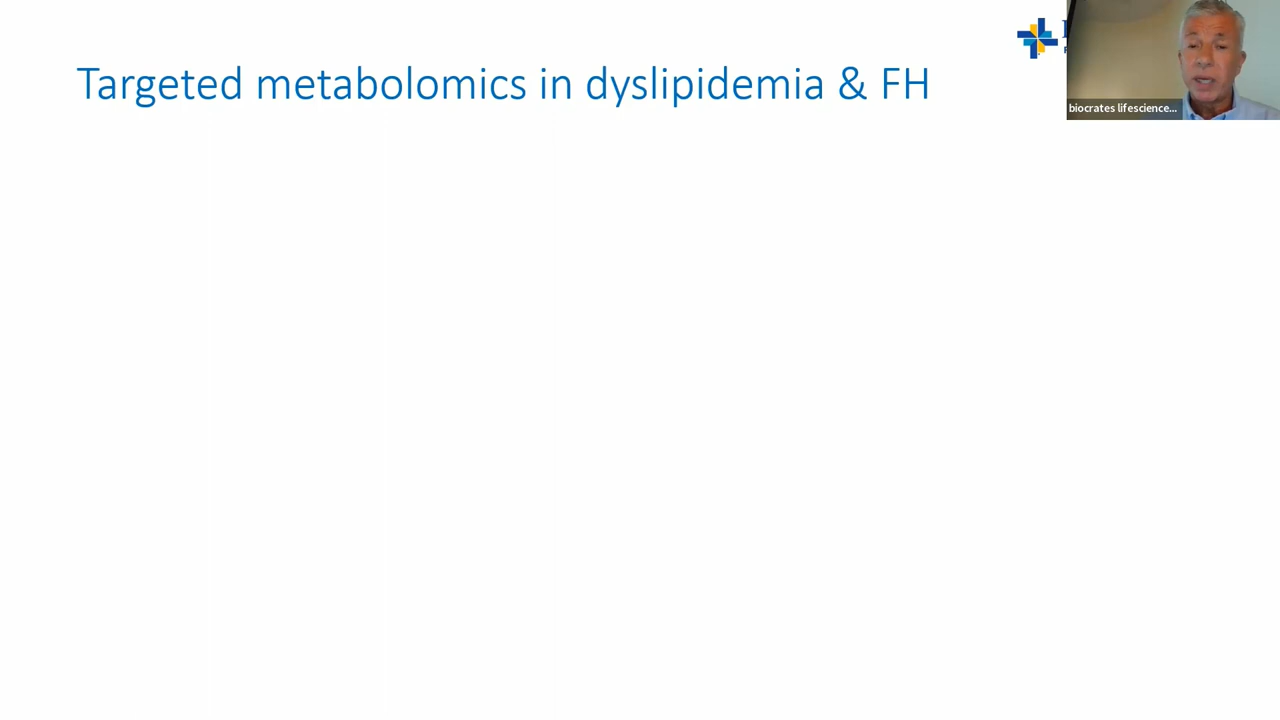 Targeted metabolomics in dyslipidemia & FH
biocrates lifescience...